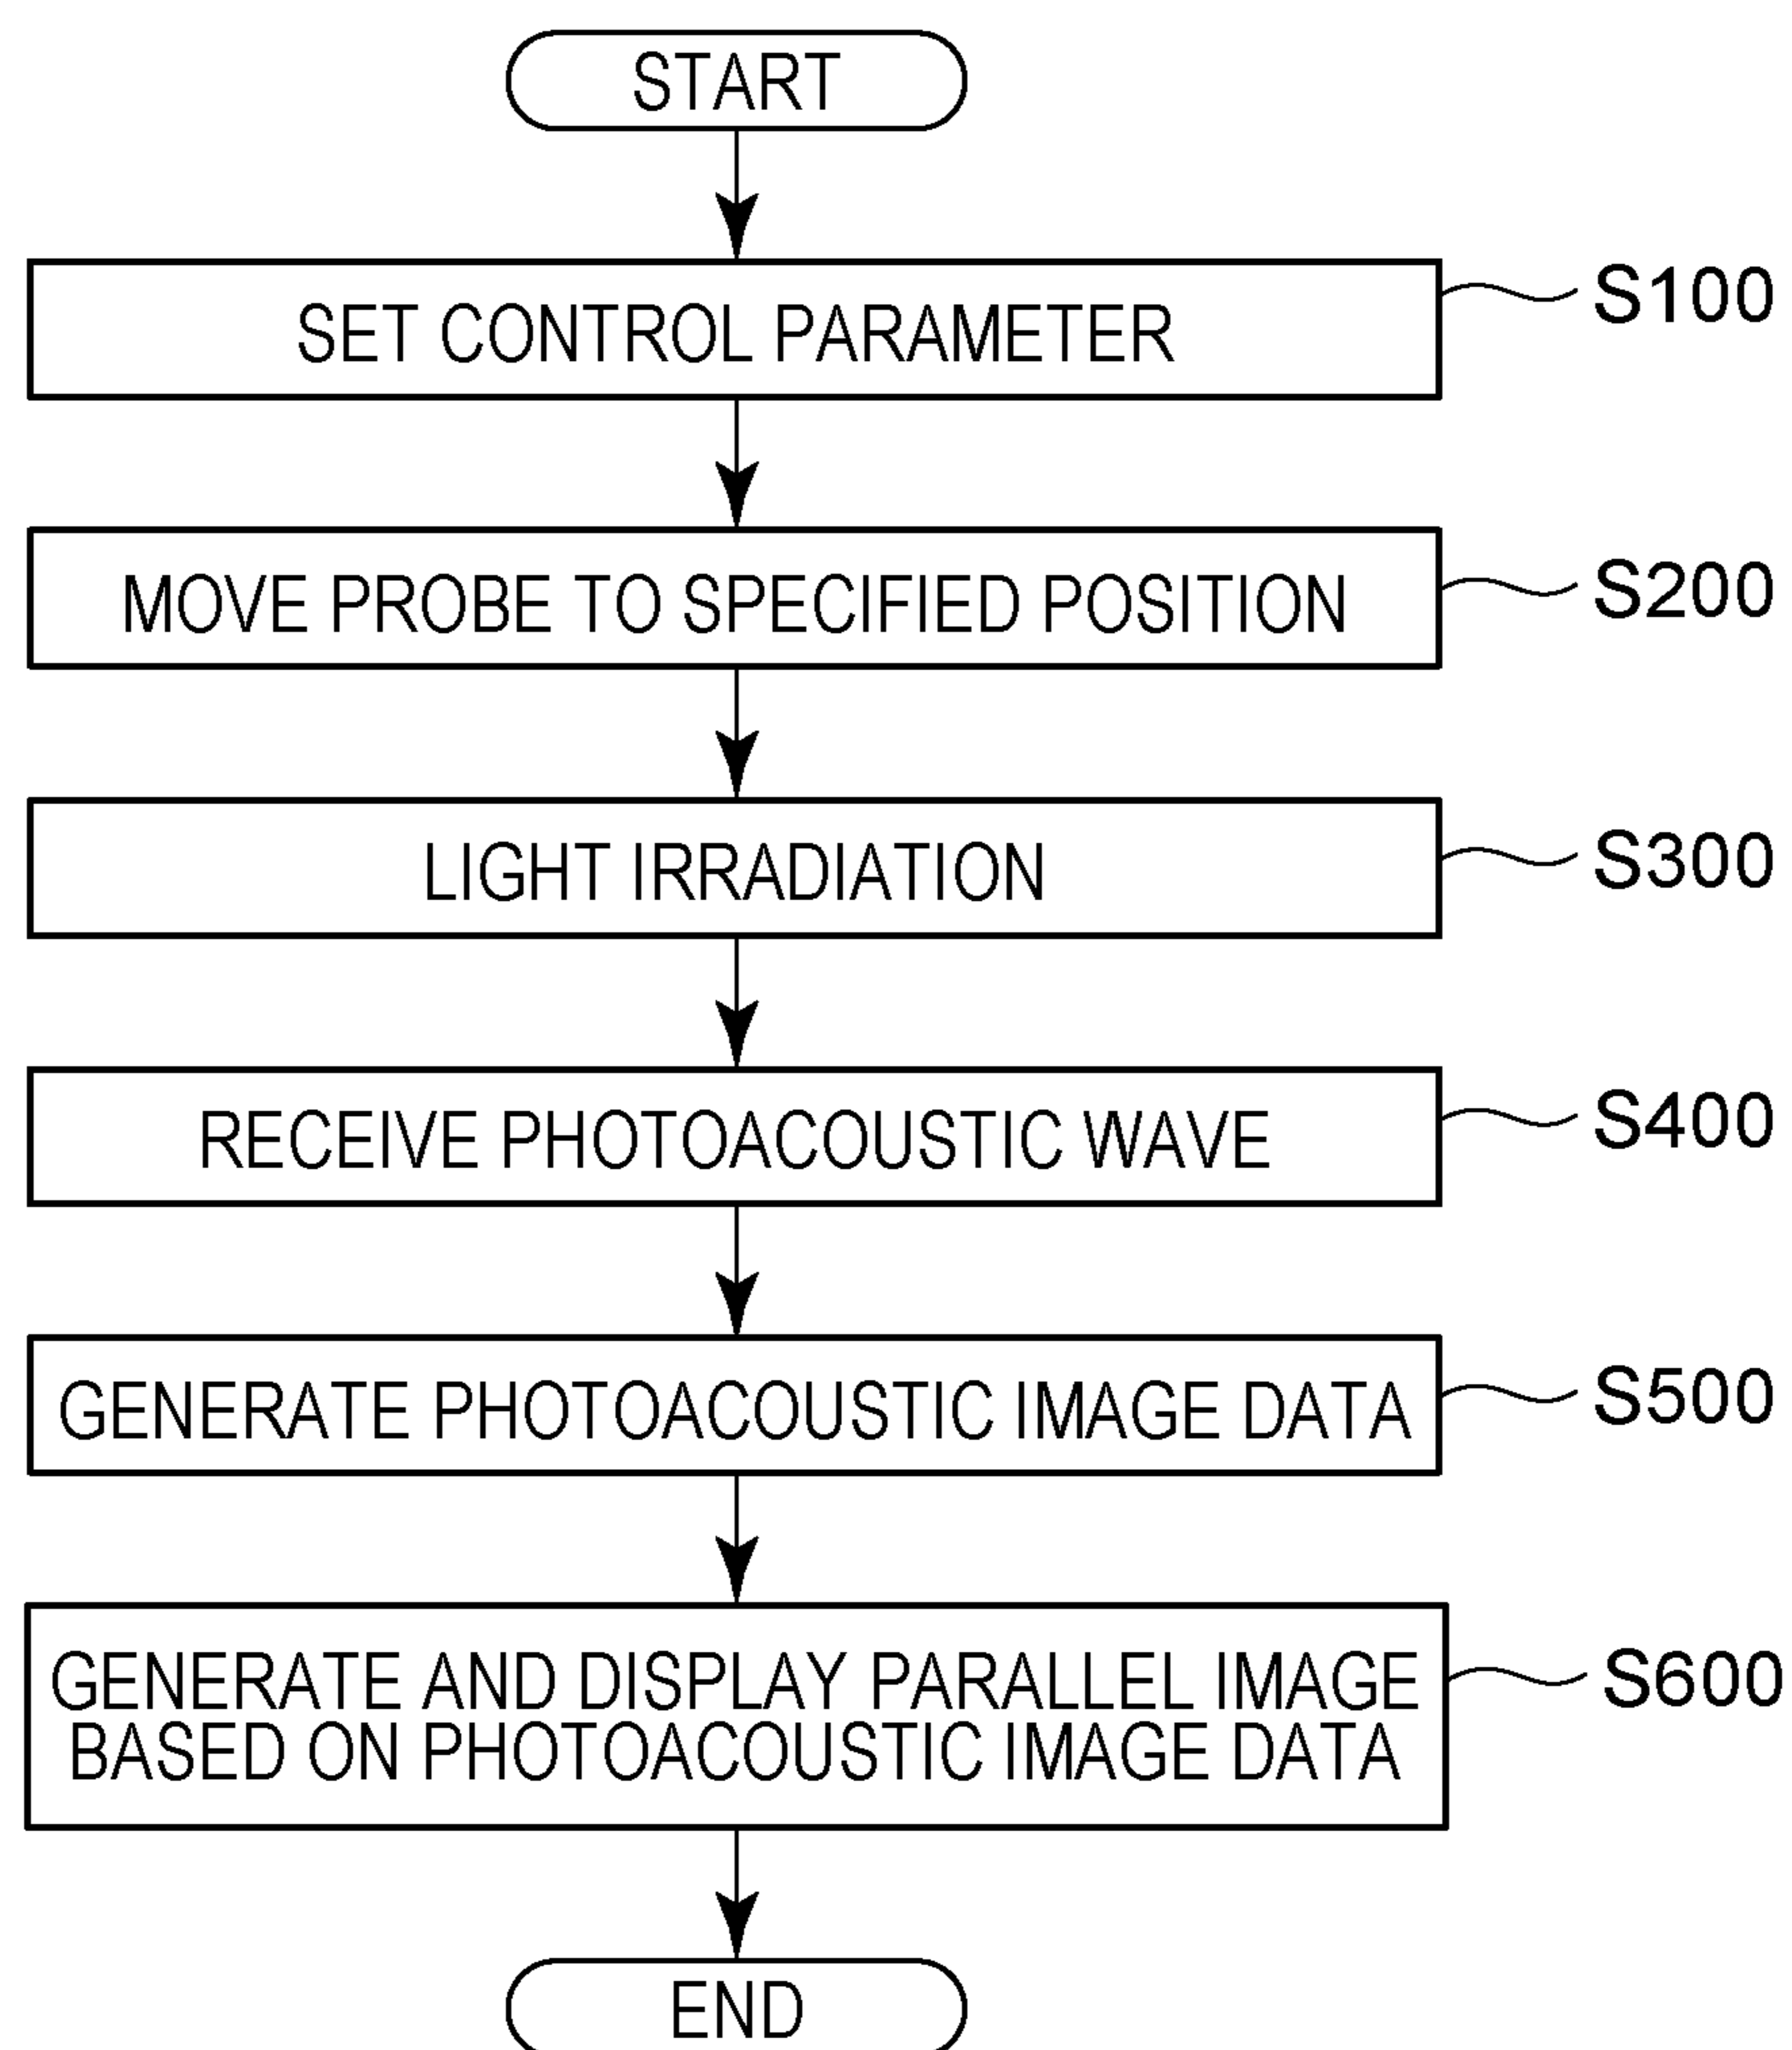 START
SET CONTROL PARAMETER
S100
MOVE PROBE TO SPECIFIED POSITION
S200
LIGHT IRRADIATION
S300
RECEIVE PHOTOACOUSTIC WAVE
S400
GENERATE PHOTOACOUSTIC IMAGE DATA
S500
GENERATE AND DISPLAY PARALLEL IMAGE
BASED ON PHOTOACOUSTIC IMAGE DATA
S600
END